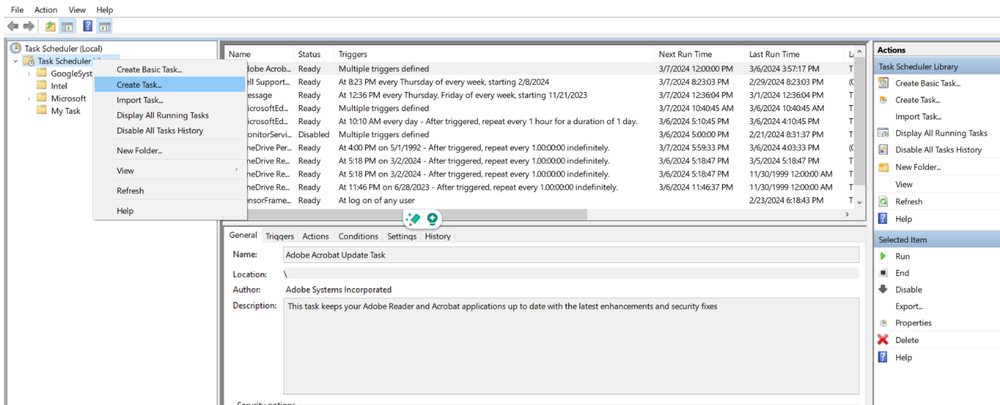 File Action View Help
Task Scheduler (Local)
Task Scheduler
GoogleSyst
Intel
Microsoft
My Task
Create Basic Task...
Create Task...
Import Task...
Display All Running Tasks
Disable All Tasks History
New Folder...
View
Refresh
Help
Name Status Triggers Next Run Time Last Run Time
dobe Acrob... Ready Multiple triggers defined 3/7/2024 12:00:00 PM 3/6/2024 3:57:17 PM T
ell Support... Ready At 8:23 PM every Thursday of every week, starting 2/8/2024 3/7/2024 8:23:03 PM 2/29/2024 8:23:03 PM (0
essage Ready At 12:36 PM every Thursday, Friday of every week, starting 11/21/2023 3/7/2024 12:36:04 PM 3/1/2024 12:36:04 PM T
icrosoftEd... Ready Multiple triggers defined 3/7/2024 10:40:45 AM 3/6/2024 10:40:45 AM T
icrosoftEd... Ready At 10:10 AM every day - After triggered, repeat every 1 hour for a duration of 1 day. 3/6/2024 5:10:45 PM 3/6/2024 4:10:45 PM T
onitorServi... Disabled Multiple triggers defined 3/6/2024 5:00:00 PM 2/21/2024 8:31:37 PM T
neDrive Per... Ready At 4:00 PM on 5/1/1992 - After triggered, repeat every 1.00:00:00 indefinitely. 3/7/2024 5:59:33 PM 3/6/2024 4:03:33 PM (0
neDrive Re... Ready At 5:18 PM on 3/2/2024 - After triggered, repeat every 1.00:00:00 indefinitely. 3/6/2024 5:18:47 PM 3/5/2024 5:18:47 PM T
neDrive Re... Ready At 5:18 PM on 3/2/2024 - After triggered, repeat every 1.00:00:00 indefinitely. 3/6/2024 5:18:47 PM 11/30/1999 12:00:00 AM T
neDrive Re... Ready At 11:46 PM on 6/28/2023 - After triggered, repeat every 1.00:00:00 indefinitely. 3/6/2024 11:46:37 PM 11/30/1999 12:00:00 AM T
ensorFrame... Ready At log on of any user 2/23/2024 6:18:43 PM T
General Triggers Actions Conditions Settings History
Name: Adobe Acrobat Update Task
Location: \
Author: Adobe Systems Incorporated
Description: This task keeps your Adobe Reader and Acrobat applications up to date with the latest enhancements and security fixes
Security options
Actions
Task Scheduler Library
Create Basic Task...
Create Task...
Import Task...
Display All Running Tasks
Disable All Tasks History
New Folder...
View
Refresh
Help
Selected Item
Run
End
Disable
Export...
Properties
Delete
Help